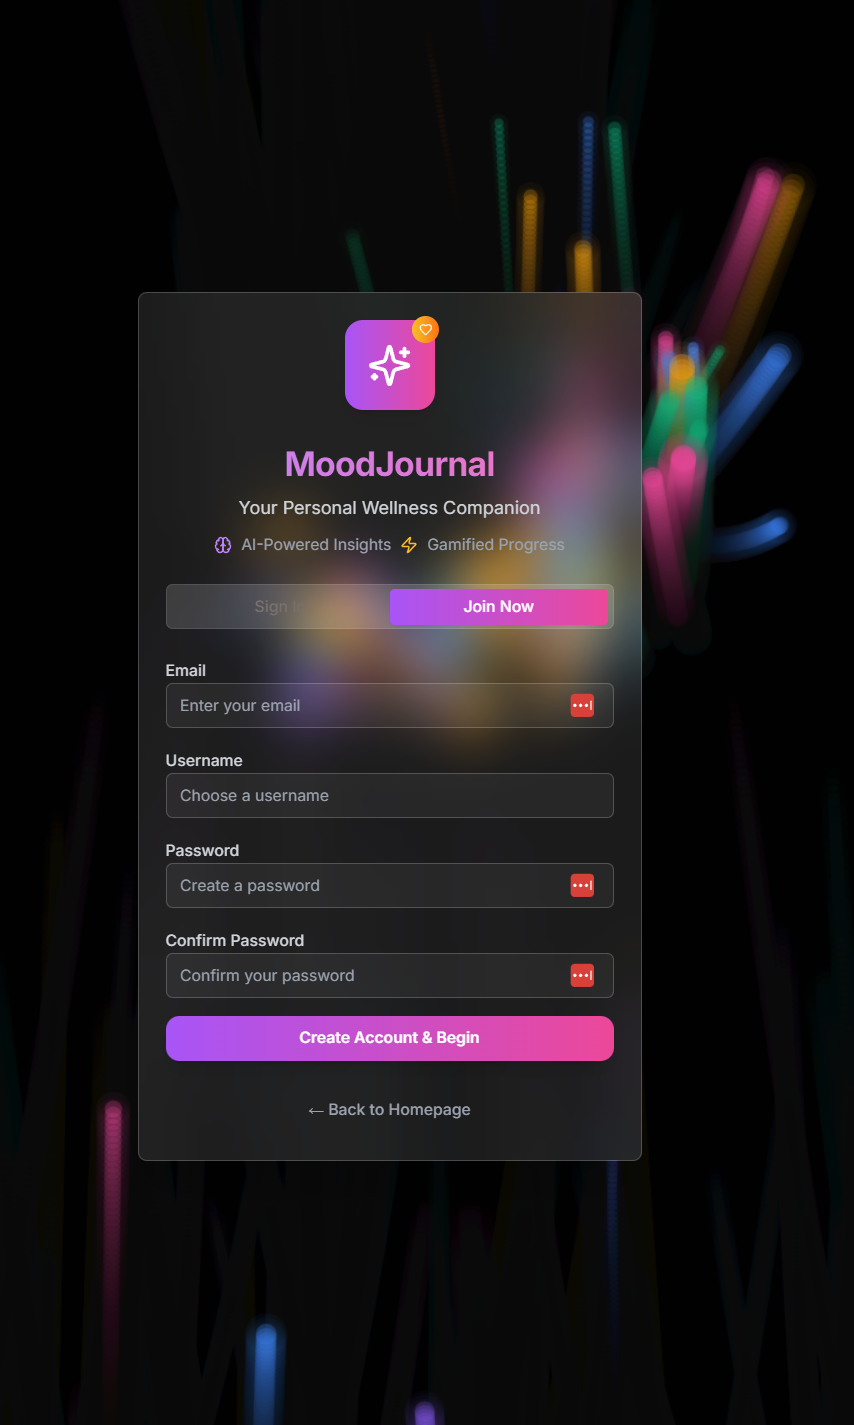 MoodJournal
Your Personal Wellness Companion
AI-Powered Insights Gamified Progress
Sign In Join Now
Email
Enter your email
Username
Choose a username
Password
Create a password
Confirm Password
Confirm your password
Create Account & Begin
← Back to Homepage